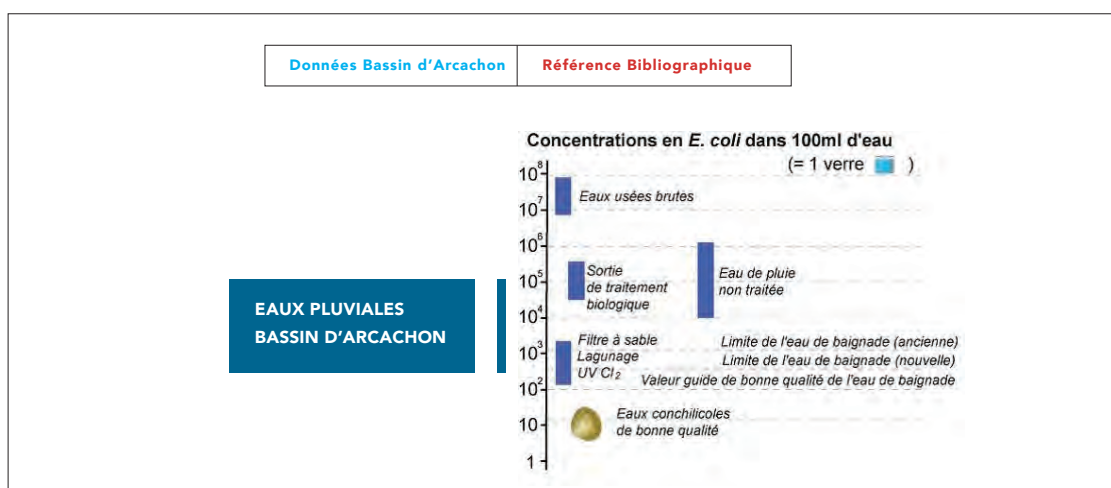 Données Bassin d'Arcachon
Référence Bibliographique
Concentrations en E. coli dans 100ml d'eau
(= 1 verre )
10⁸
Eaux usées brutes
10⁷
10⁶
Sortie
de traitement
biologique
Eau de pluie
non traitée
10⁵
10⁴
EAUX PLUVIALES
BASSIN D'ARCACHON
Filtre à sable
Lagunage
UV Cl₂
Limite de l'eau de baignade (ancienne)
10³
Limite de l'eau de baignade (nouvelle)
Valeur guide de bonne qualité de l'eau de baignade
10²
Eaux conchilicoles
de bonne qualité
10
1